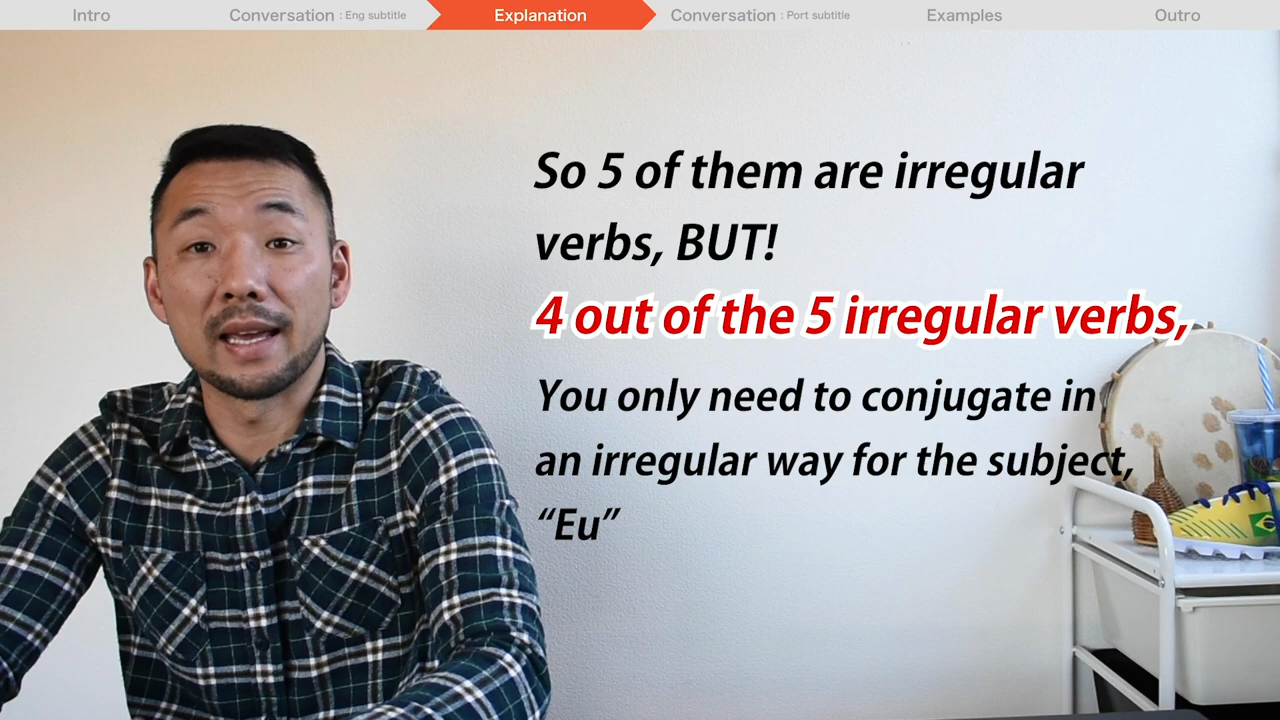 Intro Conversation : Eng subtitle Explanation Conversation : Port subtitle Examples Outro
So 5 of them are irregular
verbs, BUT!
4 out of the 5 irregular verbs,
You only need to conjugate in
an irregular way for the subject,
“Eu”